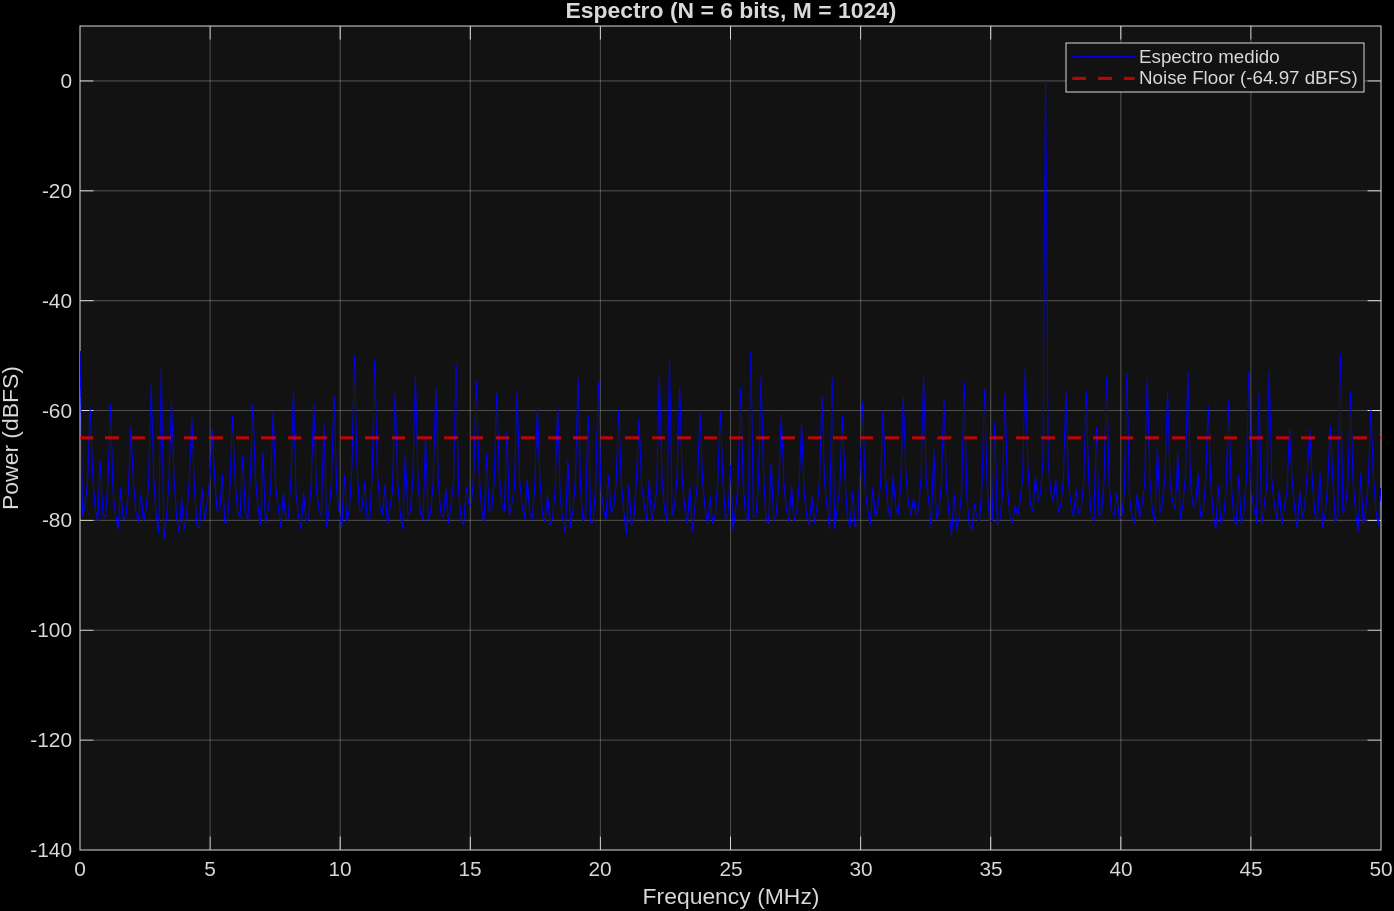 Espectro (N = 6 bits, M = 1024)
Espectro medido
Noise Floor (-64.97 dBFS)
Power (dBFS)
0
-20
-40
-60
-80
-100
-120
-140
0 5 10 15 20 25 30 35 40 45 50
Frequency (MHz)